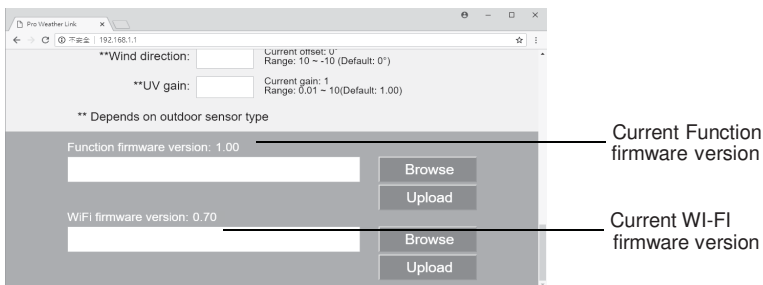 Pro Weather Link
不安全 | 192.168.1.1
**Wind direction:
Current offset: 0°
Range: 10 ~ -10 (Default: 0°)
**UV gain:
Current gain: 1
Range: 0.01 ~ 10(Default: 1.00)
** Depends on outdoor sensor type
Function firmware version: 1.00
Browse
Upload
WiFi firmware version: 0.70
Browse
Upload
Current Function
firmware version
Current WI-FI
firmware version